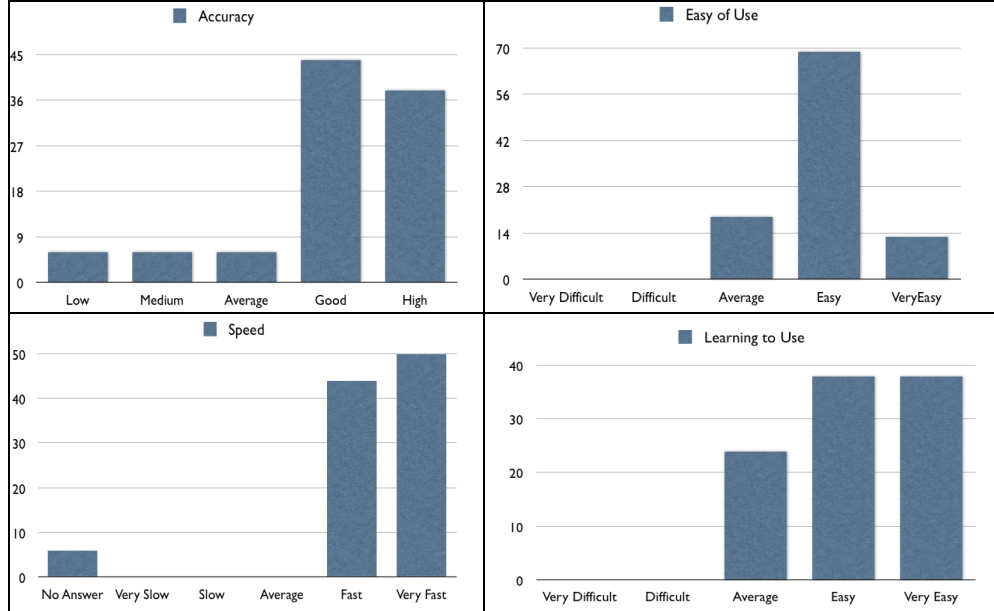 Accuracy
45
36
27
18
9
0
Low Medium Average Good High
Easy of Use
70
56
42
28
14
0
Very Difficult Difficult Average Easy VeryEasy
Speed
50
40
30
20
10
0
No Answer Very Slow Slow Average Fast Very Fast
Learning to Use
40
30
20
10
0
Very Difficult Difficult Average Easy Very Easy